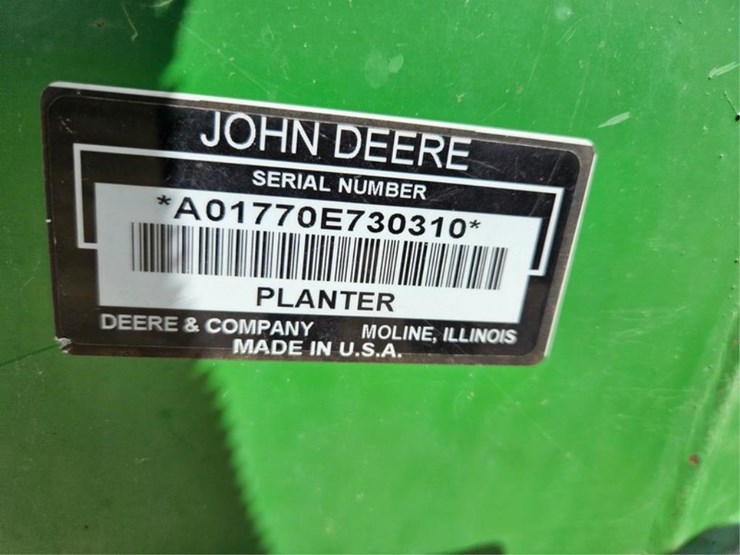 JOHN DEERE
SERIAL NUMBER
*A01770E730310*
PLANTER
DEERE & COMPANY MOLINE, ILLINOIS
MADE IN U.S.A.